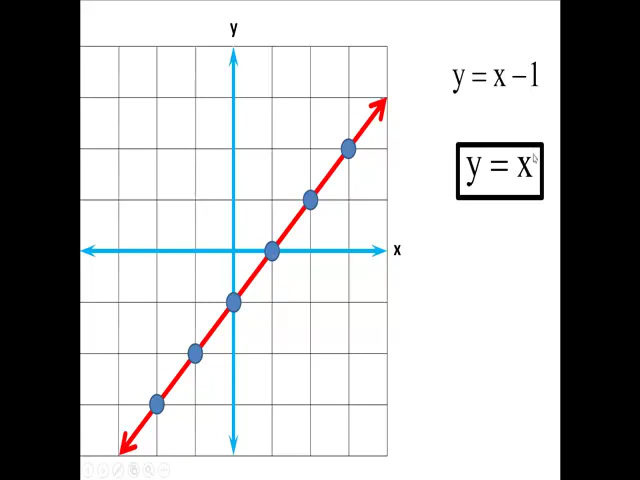 y
y = x − 1
y = x
x